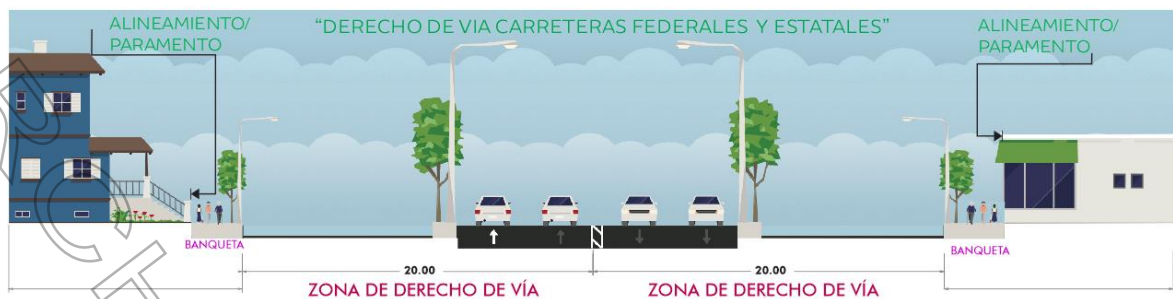 ALINEAMIENTO/
PARAMENTO
“DERECHO DE VIA CARRETERAS FEDERALES Y ESTATALES”
ALINEAMIENTO/
PARAMENTO
BANQUETA
BANQUETA
20.00
20.00
ZONA DE DERECHO DE VÍA
ZONA DE DERECHO DE VÍA